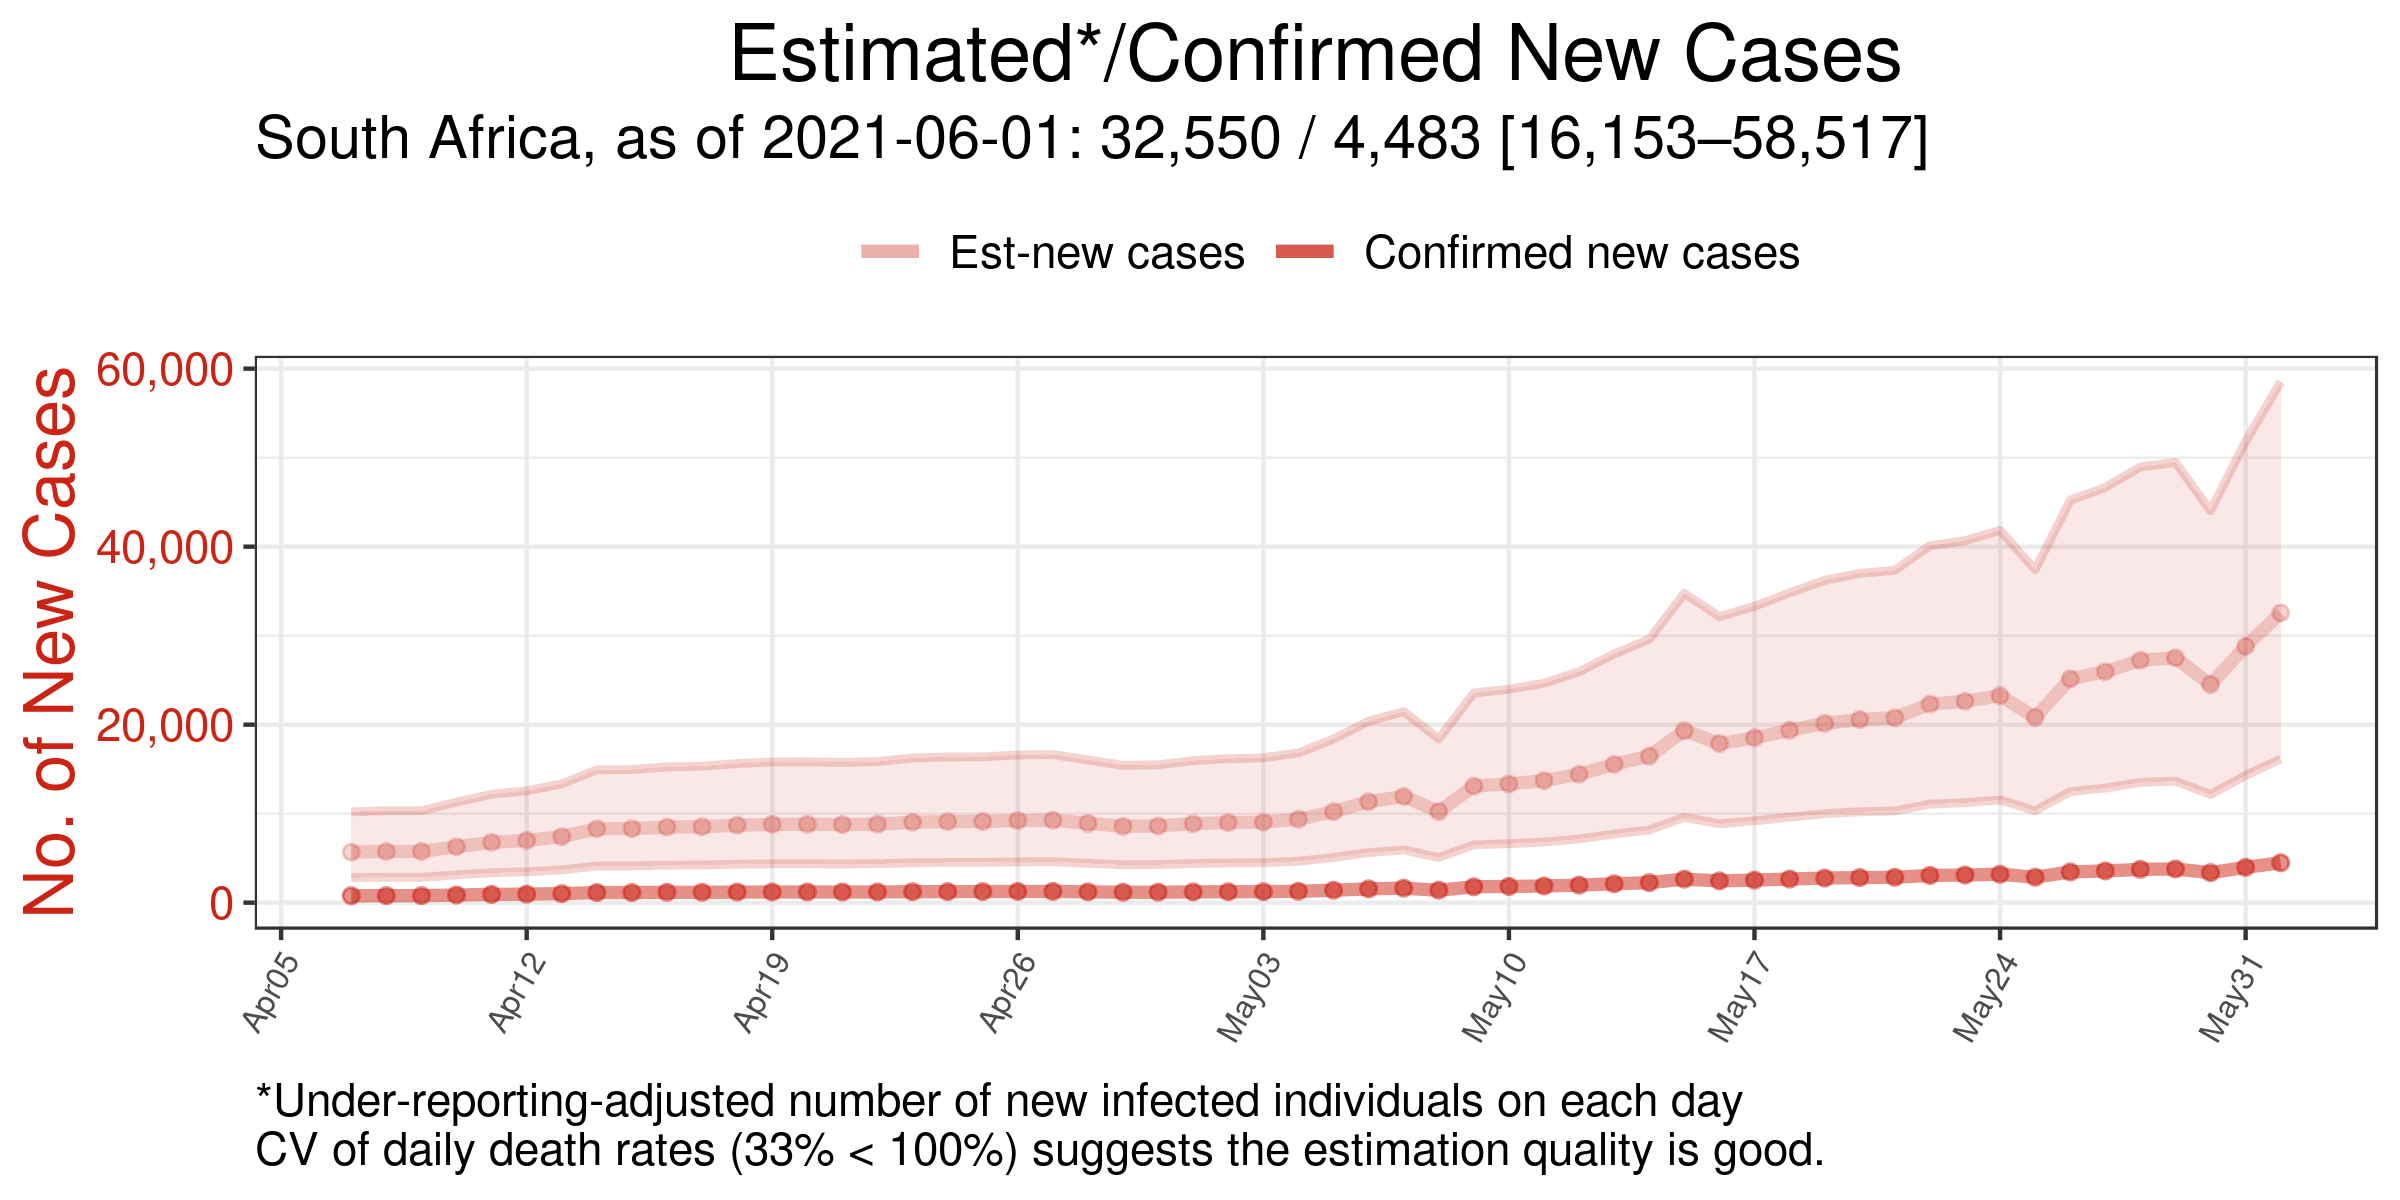 Estimated*/Confirmed New Cases
South Africa, as of 2021-06-01: 32,550 / 4,483 [16,153–58,517]
Est-new cases
Confirmed new cases
No. of New Cases
60,000
40,000
20,000
0
Apr05
Apr12
Apr19
Apr26
May03
May10
May17
May24
May31
*Under-reporting-adjusted number of new infected individuals on each day
CV of daily death rates (33% < 100%) suggests the estimation quality is good.